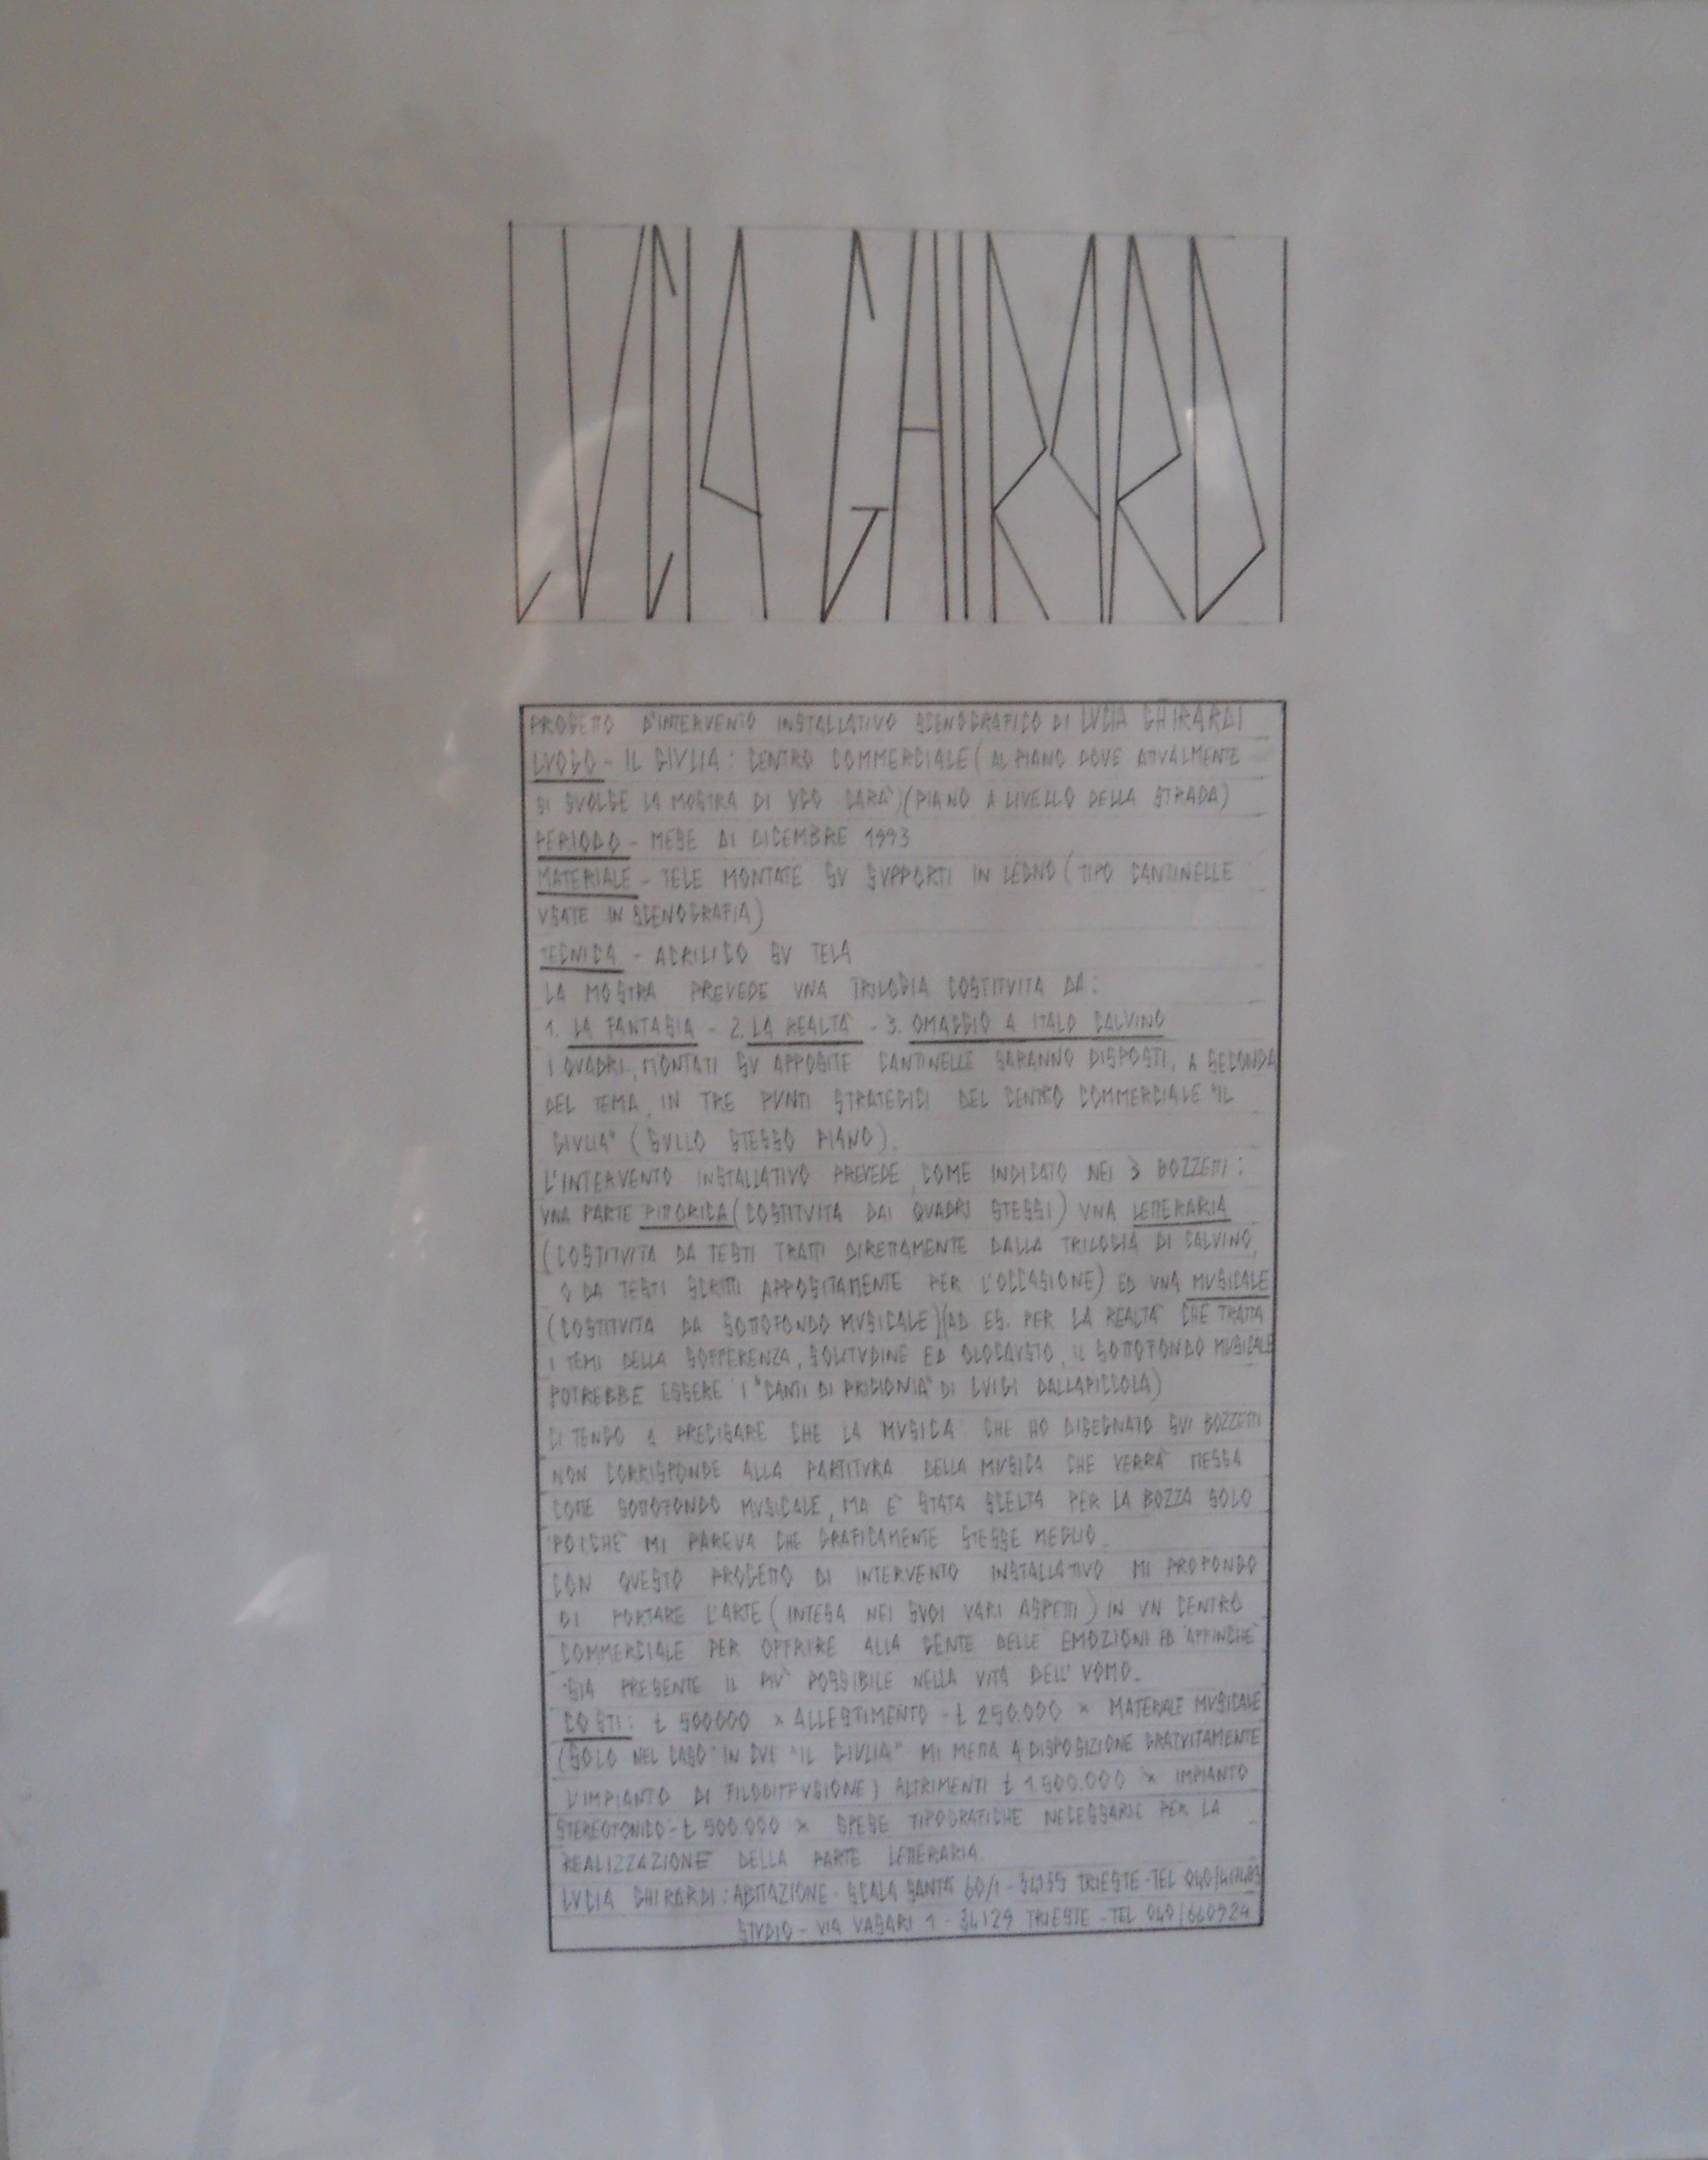 LUCIA GHIRARDI
PROGETTO D'INTERVENTO INSTALLATIVO SCENOGRAFICO DI LUCIA GHIRARDI
LUOGO - IL GIULIA: CENTRO COMMERCIALE (AL PIANO DOVE ATTUALMENTE
SI SVOLGE LA MOSTRA DI UGO CARÀ) (PIANO A LIVELLO DELLA STRADA)
PERIODO - MESE DI DICEMBRE 1993
MATERIALE - TELE MONTATE SU SUPPORTI IN LEGNO (TIPO CANTINELLE
USATE IN SCENOGRAFIA)
TECNICA - ACRILICO SU TELA
LA MOSTRA PREVEDE UNA TRILOGIA COSTITUITA DA:
1. LA FANTASIA - 2. LA REALTÀ - 3. OMAGGIO A ITALO CALVINO
I QUADRI, MONTATI SU APPOSITE CANTINELLE SARANNO DISPOSTI, A SECONDA
DEL TEMA, IN TRE PUNTI STRATEGICI DEL CENTRO COMMERCIALE "IL
GIULIA" (SULLO STESSO PIANO).
L'INTERVENTO INSTALLATIVO PREVEDE, COME INDICATO NEI 3 BOZZETTI:
UNA PARTE PITTORICA (COSTITUITA DAI QUADRI STESSI) UNA LETTERARIA
(COSTITUITA DA TESTI TRATTI DIRETTAMENTE DALLA TRILOGIA DI CALVINO,
O DA TESTI SCRITTI APPOSITAMENTE PER L'OCCASIONE) ED UNA MUSICALE
(COSTITUITA DA SOTTOFONDO MUSICALE) (AD ES. PER LA REALTÀ CHE TRATTA
I TEMI DELLA SOFFERENZA, SOLITUDINE ED OLOCAUSTO, IL SOTTOFONDO MUSICALE
POTREBBE ESSERE I "CANTI DI PRIGIONIA" DI LUIGI DALLAPICCOLA)
CI TENGO A PRECISARE CHE LA MUSICA CHE HO DISEGNATO SUI BOZZETTI
NON CORRISPONDE ALLA PARTITURA DELLA MUSICA CHE VERRÀ MESSA
COME SOTTOFONDO MUSICALE, MA E' STATA SCELTA PER LA BOZZA SOLO
POICHÈ MI PAREVA CHE GRAFICAMENTE STESSE MEGLIO.
CON QUESTO PROGETTO DI INTERVENTO INSTALLATIVO MI PROFONDO
DI PORTARE L'ARTE (INTESA NEI SUOI VARI ASPETTI) IN UN CENTRO
COMMERCIALE PER OFFRIRE ALLA GENTE DELLE EMOZIONI ED AFFINCHÈ
SIA PRESENTE IL PIÙ POSSIBILE NELLA VITA DELL'UOMO.
COSTI: £ 500.000 x ALLESTIMENTO - £ 250.000 x MATERIALE MUSICALE
(SOLO NEL CASO IN CUI "IL GIULIA" MI METTA A DISPOSIZIONE GRATUITAMENTE
L'IMPIANTO DI FILODIFFUSIONE) ALTRIMENTI £ 1.500.000 x IMPIANTO
STEREOFONICO - £ 500.000 x SPESE TIPOGRAFICHE NECESSARIE PER LA
REALIZZAZIONE DELLA PARTE LETTERARIA
LUCIA GHIRARDI: ABITAZIONE - SCALA SANTA 60/1 - 34135 TRIESTE - TEL
STUDIO - VIA VASARI 1 - 34129 TRIESTE - TEL 040/660924